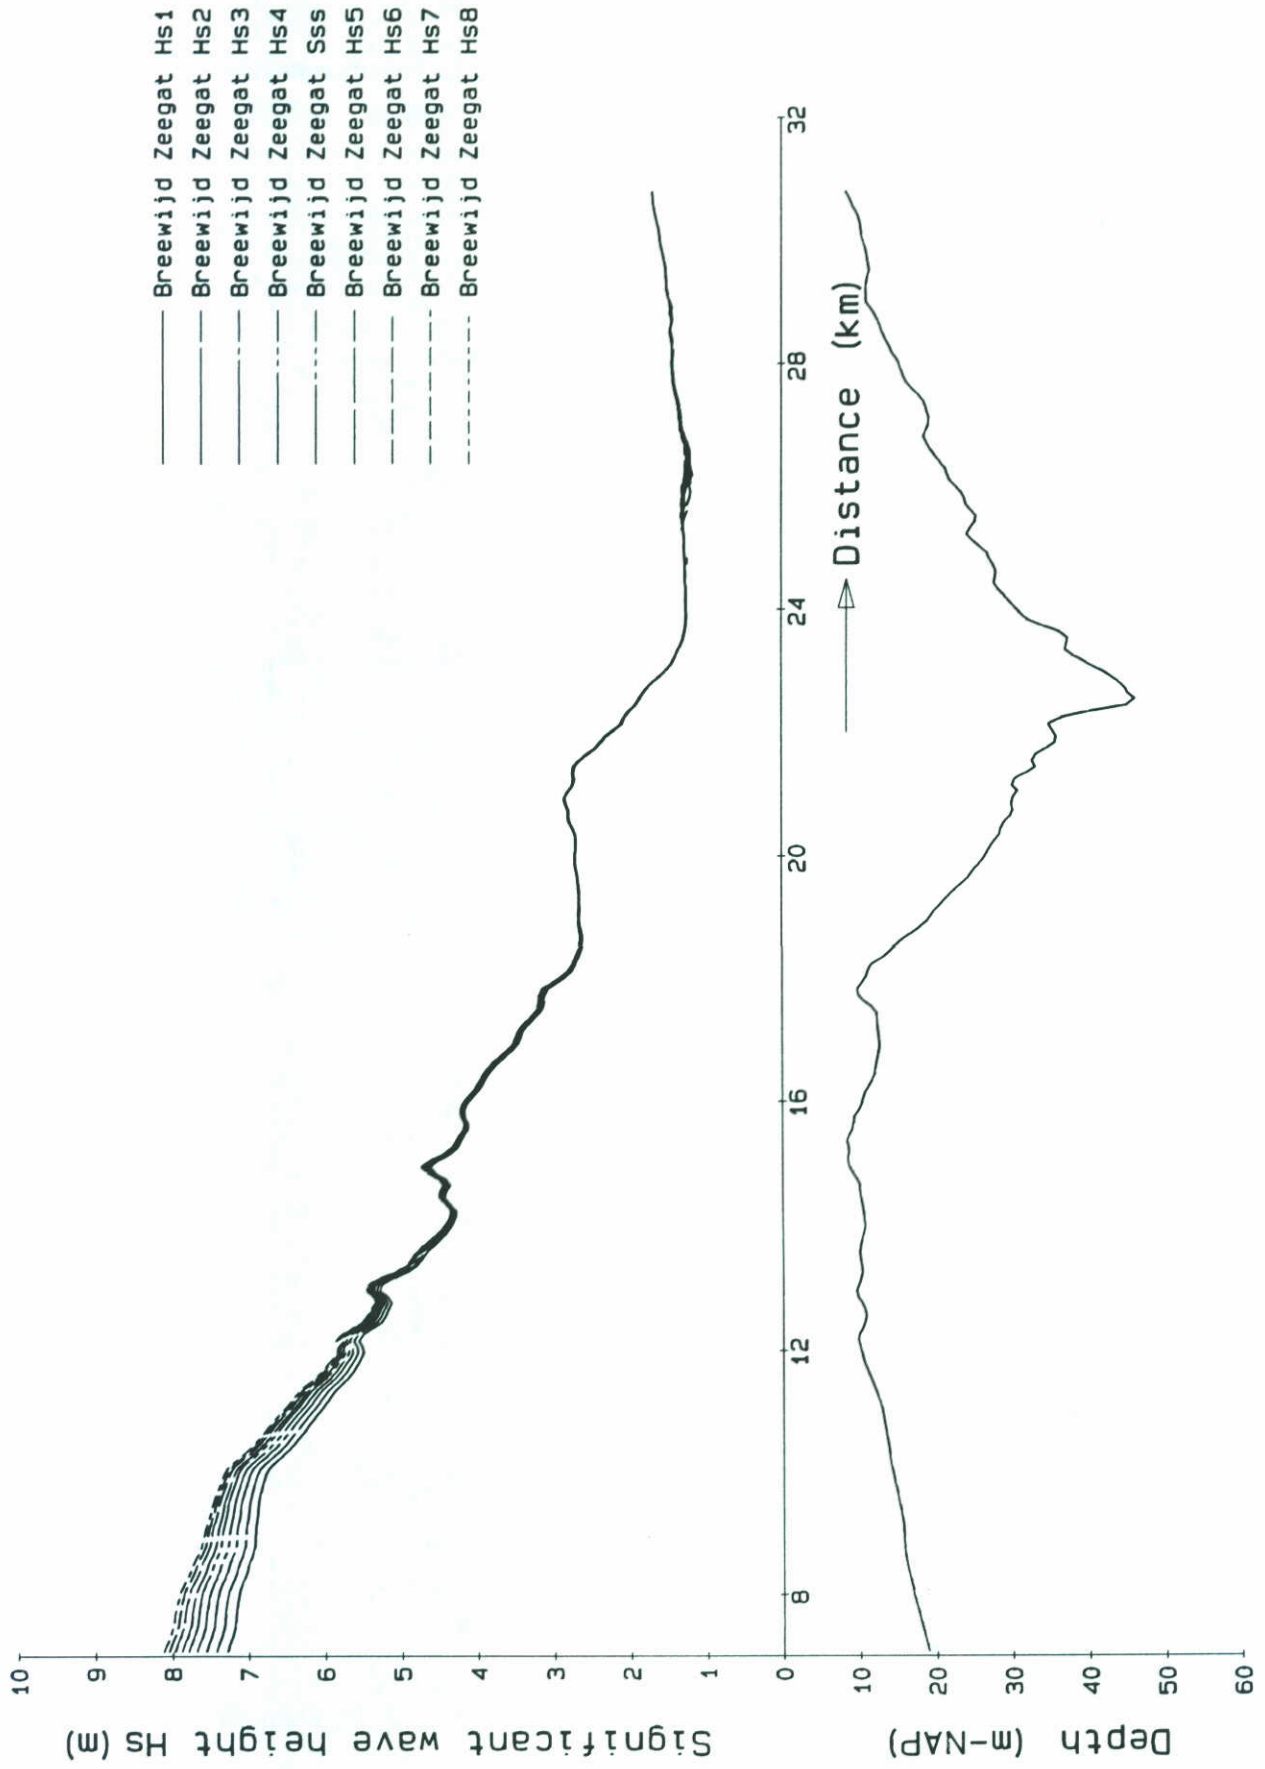 Breewijd Zeegat Hs1
Breewijd Zeegat Hs2
Breewijd Zeegat Hs3
Breewijd Zeegat Hs4
Breewijd Zeegat Sss
Breewijd Zeegat Hs5
Breewijd Zeegat Hs6
Breewijd Zeegat Hs7
Breewijd Zeegat Hs8
Significant wave height Hs (m)
10
9
8
7
6
5
4
3
2
1
0
10
20
30
40
50
60
Depth (m-NAP)
8
12
16
20
24
28
32
Distance (km)